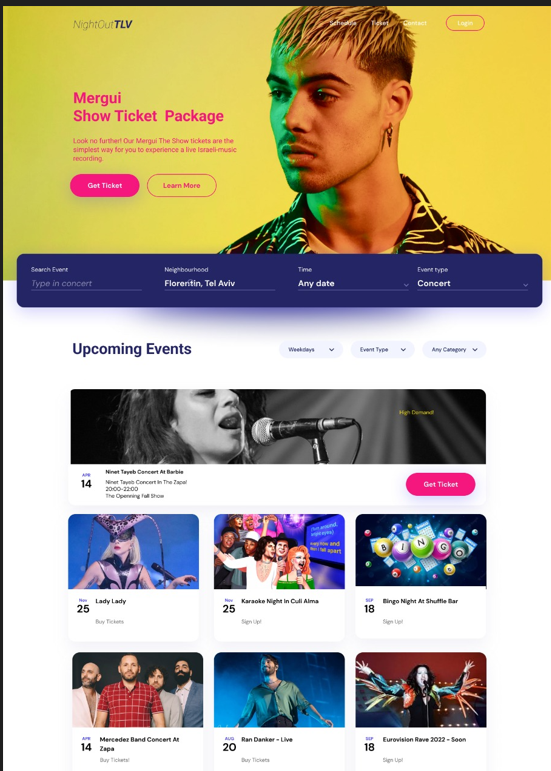 NightOutTLV
Schedule Ticket Contact Login
Mergui
Show Ticket Package
Look no further! Our Mergui The Show tickets are the
simplest way for you to experience a live Israeli-music
recording.
Get Ticket Learn More
Search Event Neighbourhood Time Event type
Type in concert Florentin, Tel Aviv Any date Concert
Upcoming Events Weekdays Event Type Any Category
High Demand!
APR
14
Ninet Tayeb Concert At Barbie
Ninet Tayeb Concert In The Zapa!
20:00-22:00
The Openning Fall Show
Get Ticket
BINGO
Nov
25
Lady Lady
Buy Tickets
Nov
25
Karaoke Night In Culi Alma
Sign Up!
SEP
18
Bingo Night At Shuffle Bar
Sign Up!
APR
14
Mercedez Band Concert At
Zapa
Buy Tickets!
AUG
20
Ran Danker - Live
Buy Tickets
SEP
18
Eurovision Rave 2022 - Soon
Sign Up!